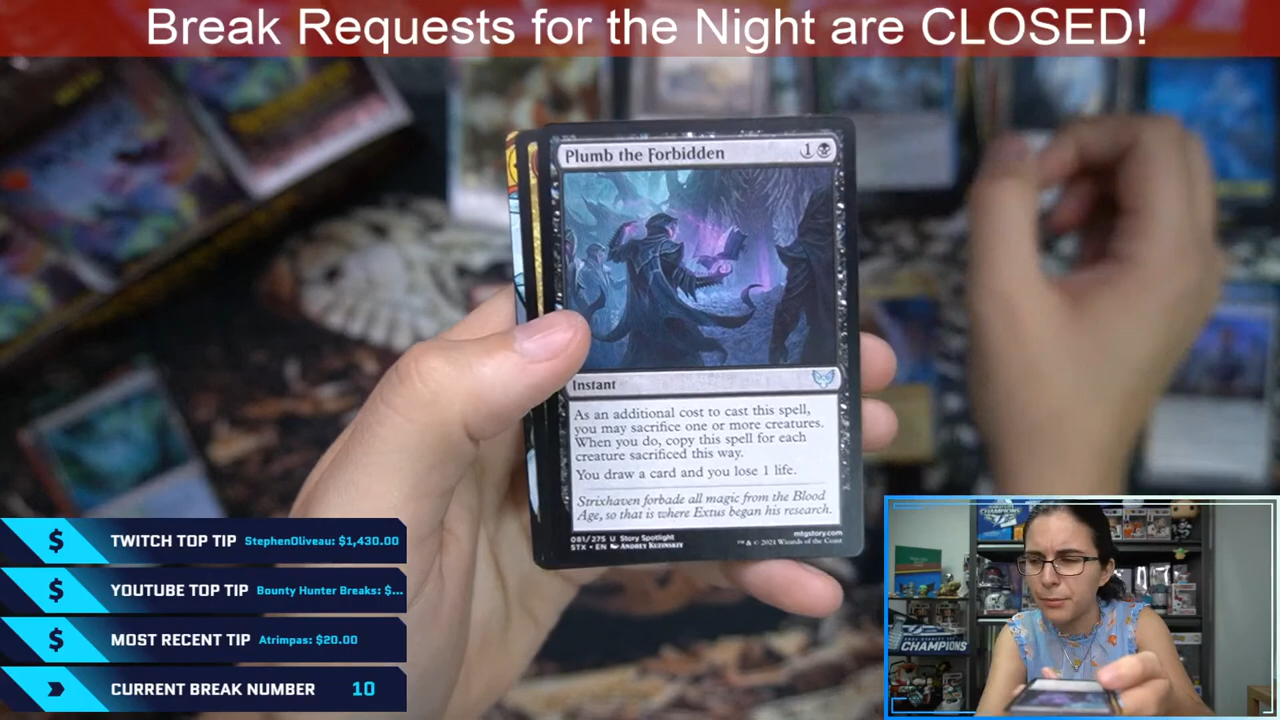 Break Requests for the Night are CLOSED!
Plumb the Forbidden 1
Instant
As an additional cost to cast this spell,
you may sacrifice one or more creatures.
When you do, copy this spell for each
creature sacrificed this way.
You draw a card and you lose 1 life.
Strixhaven forbade all magic from the Blood
Age, so that is where Extus began his research.
081/275 U Story Spotlight
STX • EN Andrey Kuzinskiy
mtgstory.com
™ & © 2021 Wizards of the Coast
$ TWITCH TOP TIP StephenOliveau: $1,430.00
$ YOUTUBE TOP TIP Bounty Hunter Breaks: $...
$ MOST RECENT TIP Atrimpas: $20.00
CURRENT BREAK NUMBER 10
CHAMPIONS
CHAMPIONS